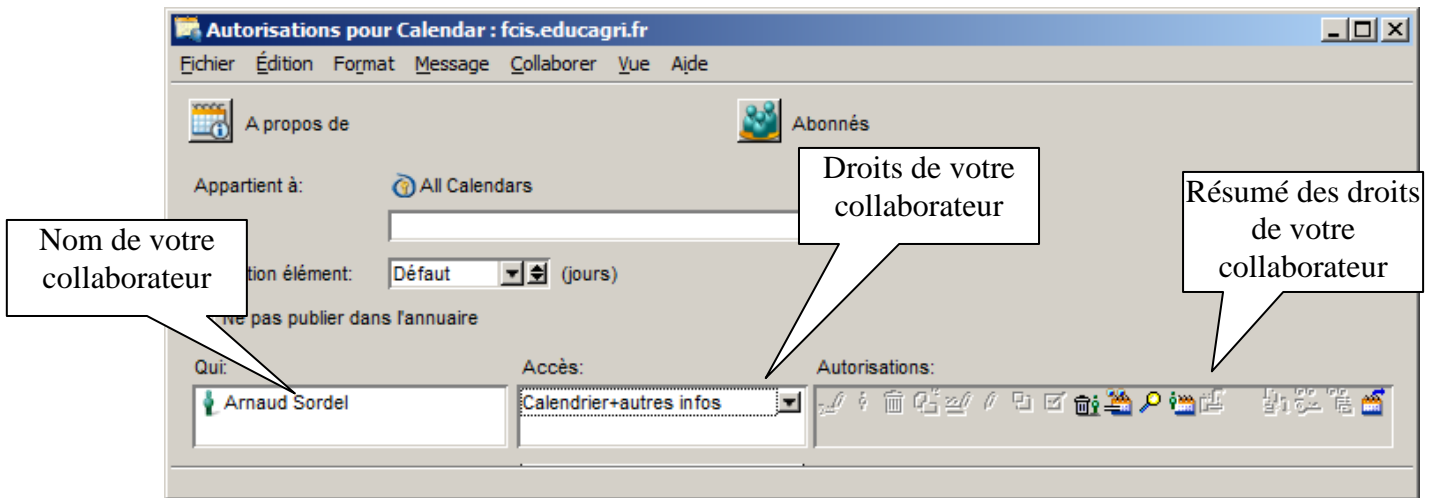 Autorisations pour Calendar : fcis.educagri.fr
Fichier Édition Format Message Collaborer Vue Aide
A propos de
Abonnés
Appartient à:
All Calendars
Droits de votre
collaborateur
Résumé des droits
de votre
collaborateur
Nom de votre
collaborateur
tion élément:
Défaut
(jours)
Ne pas publier dans l'annuaire
Qui:
Accès:
Autorisations:
Arnaud Sordel
Calendrier+autres infos